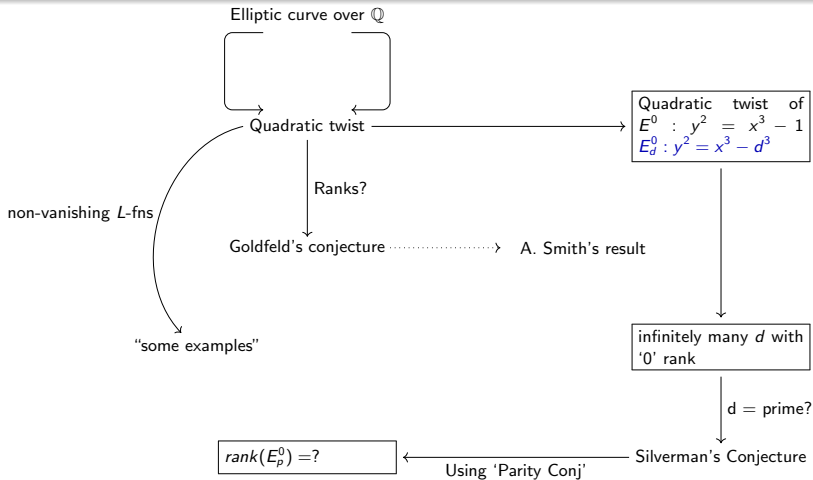 Elliptic curve over ℚ
Quadratic twist
Quadratic twist of
E⁰ : y² = x³ − 1
E⁰_d : y² = x³ − d³
Ranks?
non-vanishing L-fns
Goldfeld's conjecture
A. Smith's result
"some examples"
infinitely many d with
'0' rank
d = prime?
rank(E⁰_p) =?
Using 'Parity Conj'
Silverman's Conjecture